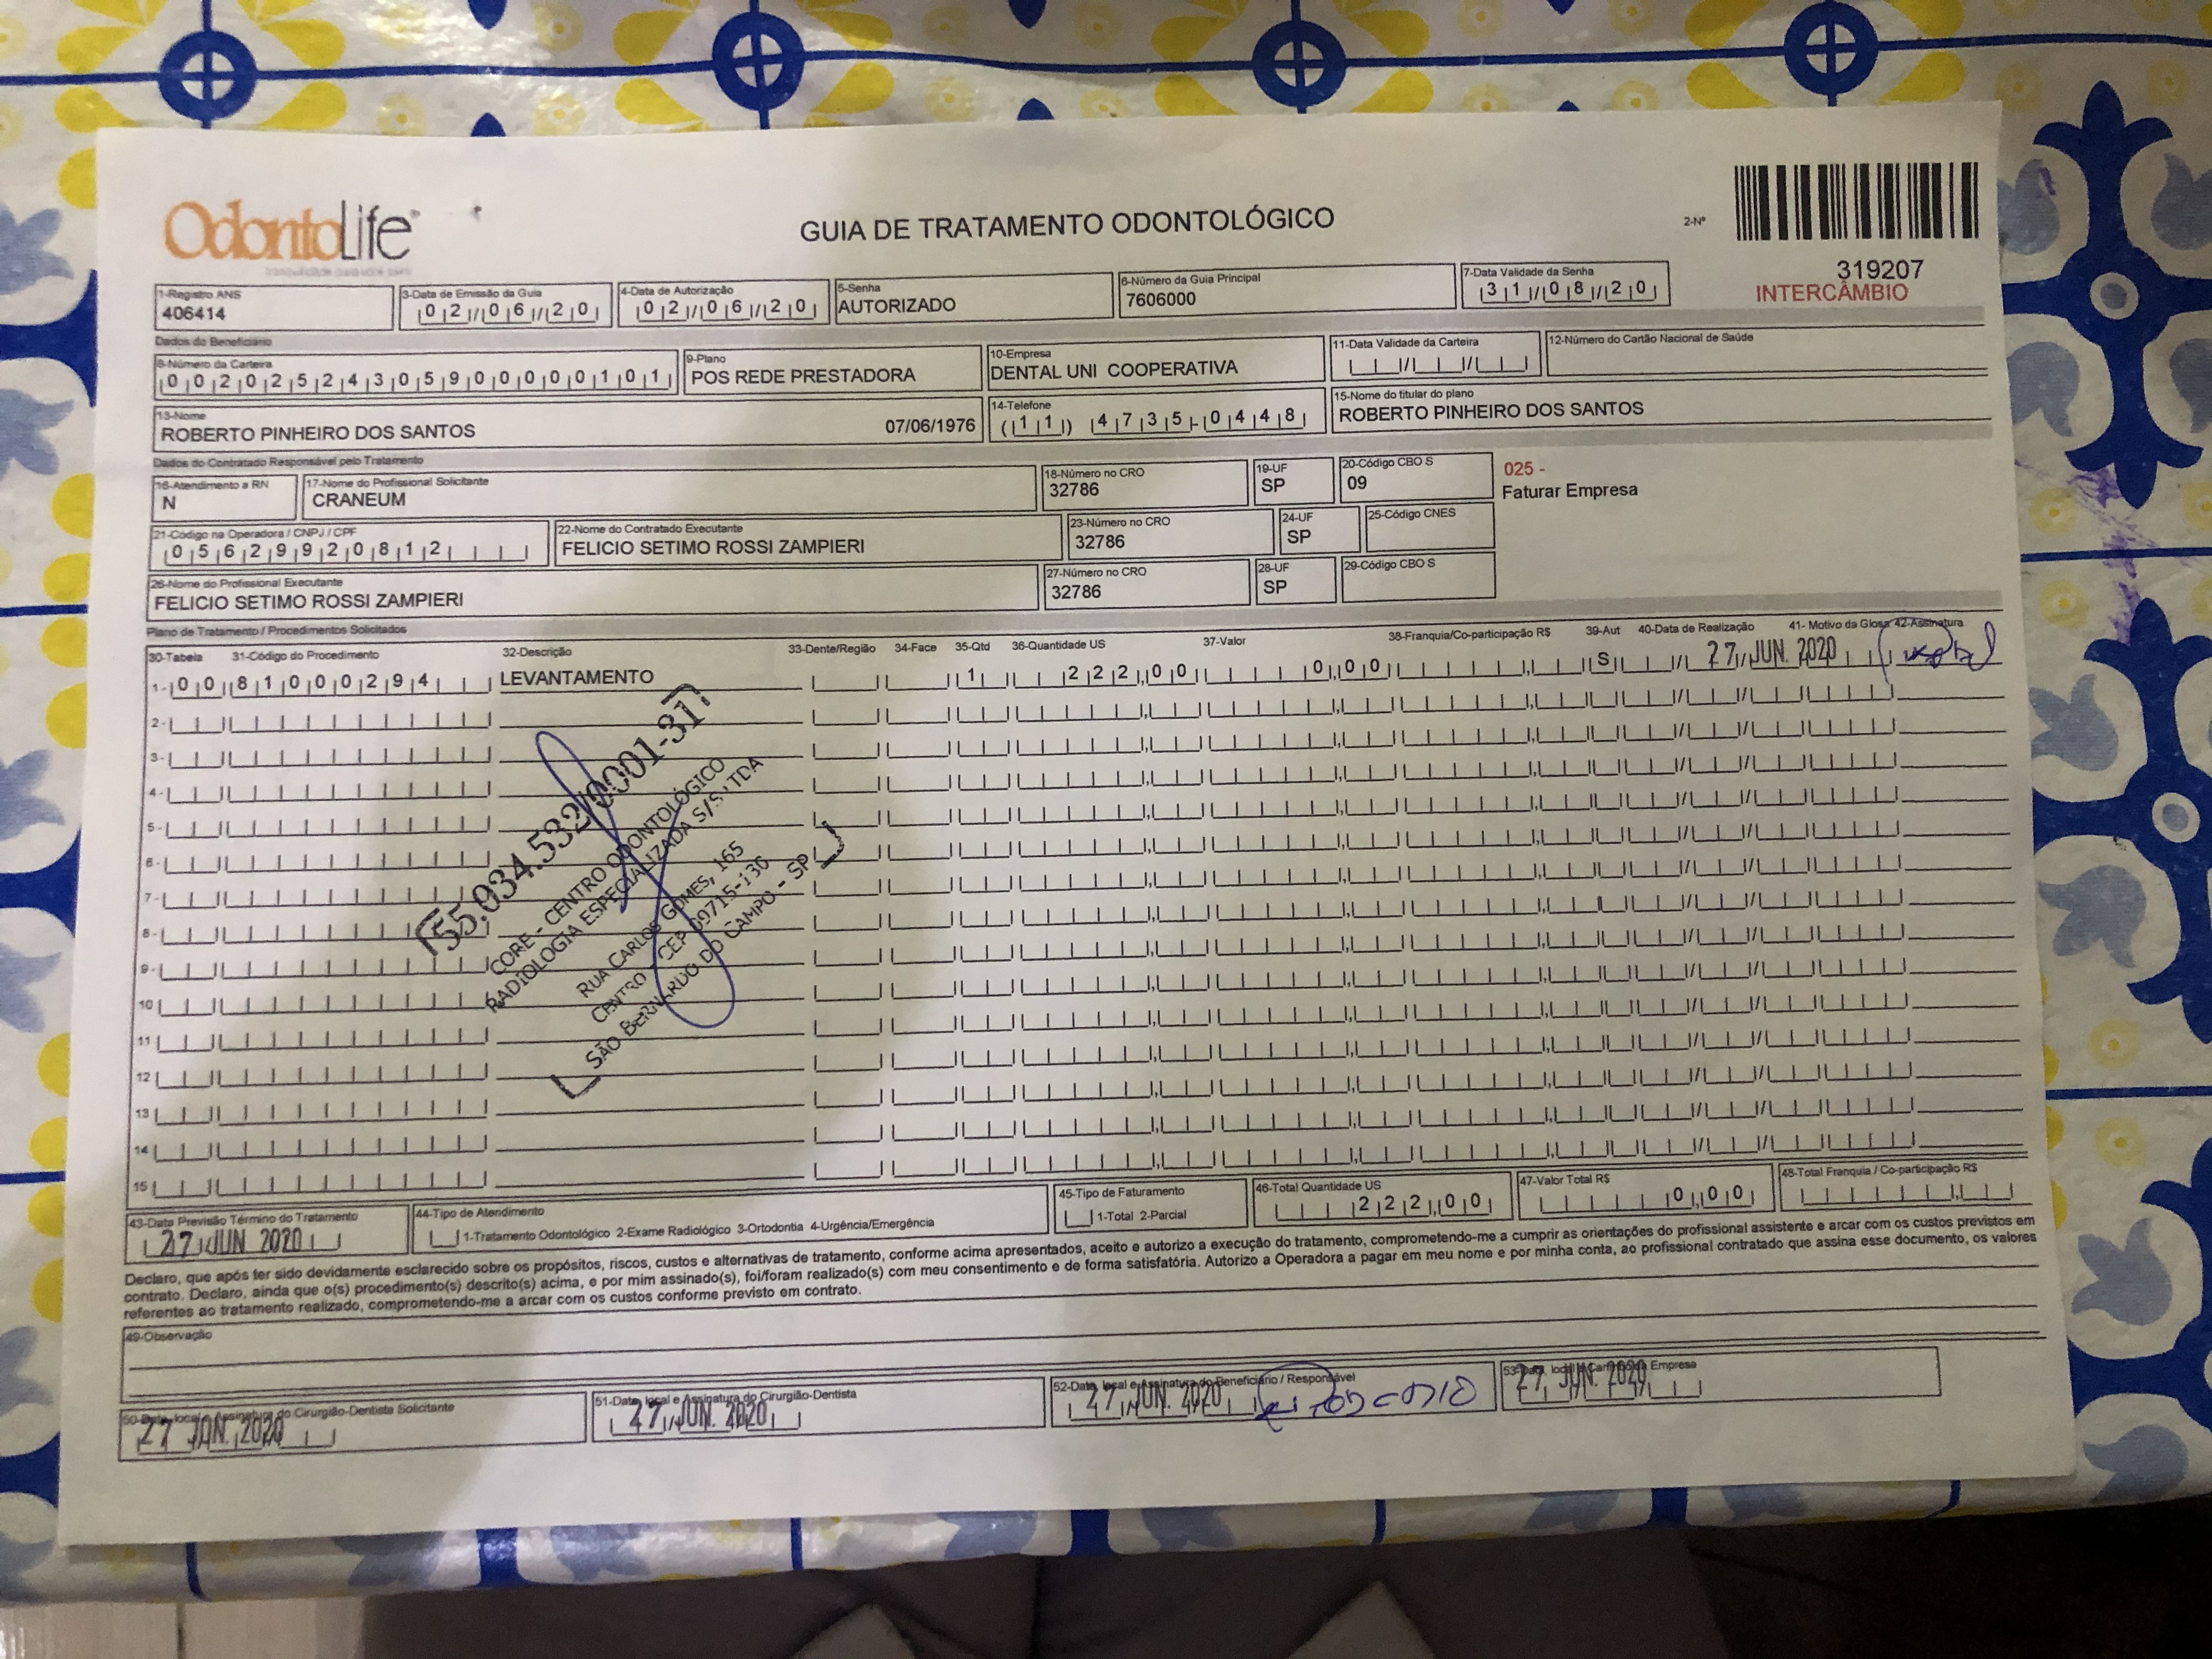 OdontoLife
GUIA DE TRATAMENTO ODONTOLÓGICO
2-Nº
319207
INTERCÂMBIO
1-Registro ANS
406414
3-Data de Emissão da Guia
02/06/20
4-Data de Autorização
02/06/20
5-Senha
AUTORIZADO
6-Número da Guia Principal
7606000
7-Data Validade da Senha
31/08/20
Dados do Beneficiário
8-Número da Carteira
00202524305900000101
9-Plano
POS REDE PRESTADORA
10-Empresa
DENTAL UNI COOPERATIVA
11-Data Validade da Carteira
12-Número do Cartão Nacional de Saúde
13-Nome
ROBERTO PINHEIRO DOS SANTOS 07/06/1976
14-Telefone
(11) 4735-0448
15-Nome do titular do plano
ROBERTO PINHEIRO DOS SANTOS
Dados do Contratado Responsável pelo Tratamento
16-Atendimento a RN
N
17-Nome do Profissional Solicitante
CRANEUM
18-Número no CRO
32786
19-UF
SP
20-Código CBO S
09
025 -
Faturar Empresa
21-Código na Operadora / CNPJ / CPF
05629920812
22-Nome do Contratado Executante
FELICIO SETIMO ROSSI ZAMPIERI
23-Número no CRO
32786
24-UF
SP
25-Código CNES
26-Nome do Profissional Executante
FELICIO SETIMO ROSSI ZAMPIERI
27-Número no CRO
32786
28-UF
SP
29-Código CBO S
Plano de Tratamento / Procedimentos Solicitados
30-Tabela 31-Código do Procedimento 32-Descrição 33-Dente/Região 34-Face 35-Qtd 36-Quantidade US 37-Valor 38-Franquia/Co-participação R$ 39-Aut 40-Data de Realização 41- Motivo da Glosa 42-Assinatura
1- 00 81000294 LEVANTAMENTO 1 222,00 0,00 S 27 JUN. 2020
2-
3-
4-
5-
6-
7-
8-
9-
10
11
12
13
14
15
55.034.532/0001-31
CORE - CENTRO ODONTOLÓGICO
RADIOLOGIA ESPECIALIZADA S/S LTDA
RUA CARLOS GOMES, 165
CENTRO - CEP 09715-130
SÃO BERNARDO DO CAMPO - SP
43-Data Previsão Término do Tratamento
27 JUN 2020
44-Tipo de Atendimento
1-Tratamento Odontológico 2-Exame Radiológico 3-Ortodontia 4-Urgência/Emergência
45-Tipo de Faturamento
1-Total 2-Parcial
46-Total Quantidade US
222,00
47-Valor Total R$
0,00
48-Total Franquia / Co-participação R$
Declaro, que após ter sido devidamente esclarecido sobre os propósitos, riscos, custos e alternativas de tratamento, conforme acima apresentados, aceito e autorizo a execução do tratamento, comprometendo-me a cumprir as orientações do profissional assistente e arcar com os custos previstos em
contrato. Declaro, ainda que o(s) procedimento(s) descrito(s) acima, e por mim assinado(s), foi/foram realizado(s) com meu consentimento e de forma satisfatória. Autorizo a Operadora a pagar em meu nome e por minha conta, ao profissional contratado que assina esse documento, os valores
referentes ao tratamento realizado, comprometendo-me a arcar com os custos conforme previsto em contrato.
49-Observação
50-Data, local e Assinatura do Cirurgião-Dentista Solicitante
27 JUN. 2020
51-Data, local e Assinatura do Cirurgião-Dentista
27 JUN. 2020
52-Data, local e Assinatura do Beneficiário / Responsável
27 JUN. 2020
53-Data, local e Carimbo da Empresa
27 JUN. 2020